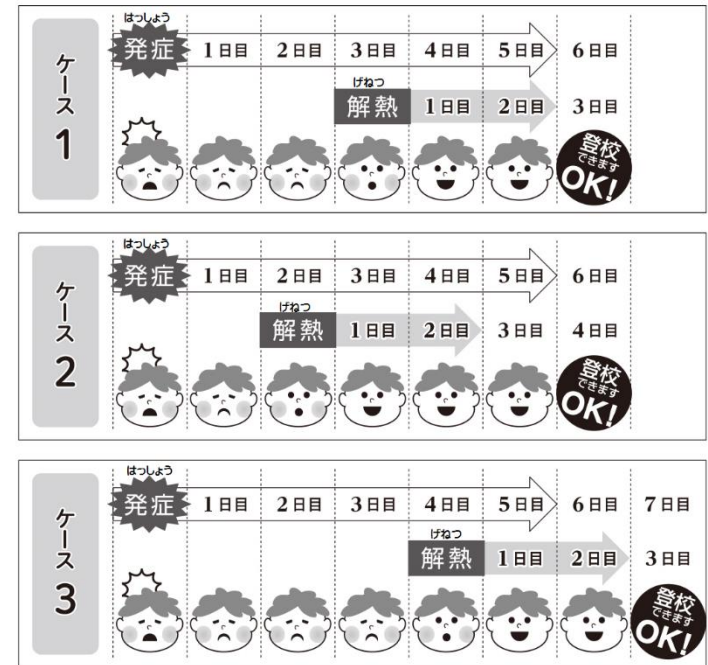 はっしょう
発症 1日目 2日目 3日目 4日目 5日目 6日目
げねつ
解熱 1日目 2日目 3日目
ケース
1
登校
できます
OK!
はっしょう
発症 1日目 2日目 3日目 4日目 5日目 6日目
げねつ
解熱 1日目 2日目 3日目 4日目
ケース
2
登校
できます
OK!
はっしょう
発症 1日目 2日目 3日目 4日目 5日目 6日目 7日目
げねつ
解熱 1日目 2日目 3日目
ケース
3
登校
できます
OK!